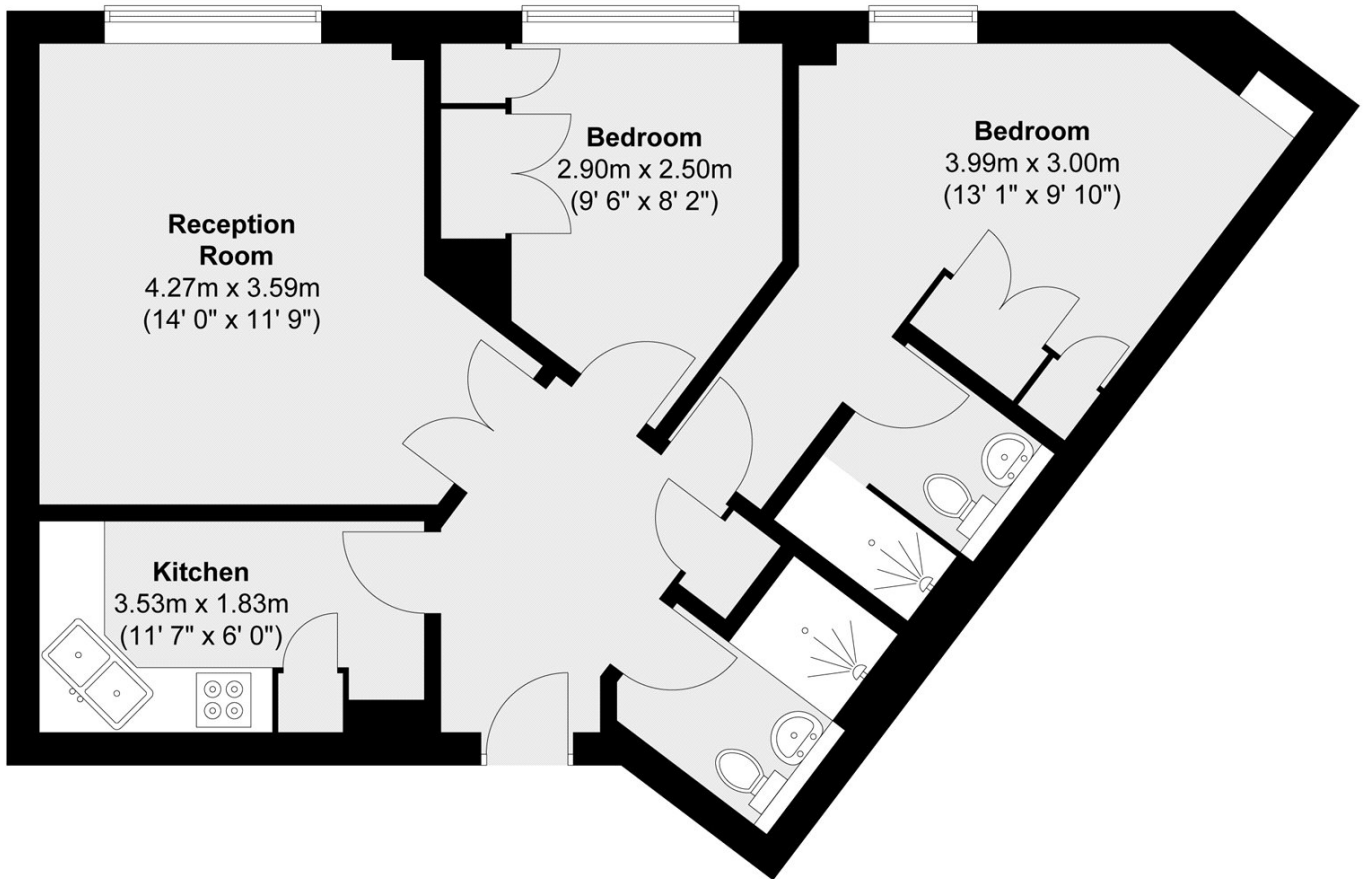 Reception
Room
4.27m x 3.59m
(14' 0" x 11' 9")
Bedroom
2.90m x 2.50m
(9' 6" x 8' 2")
Bedroom
3.99m x 3.00m
(13' 1" x 9' 10")
Kitchen
3.53m x 1.83m
(11' 7" x 6' 0")